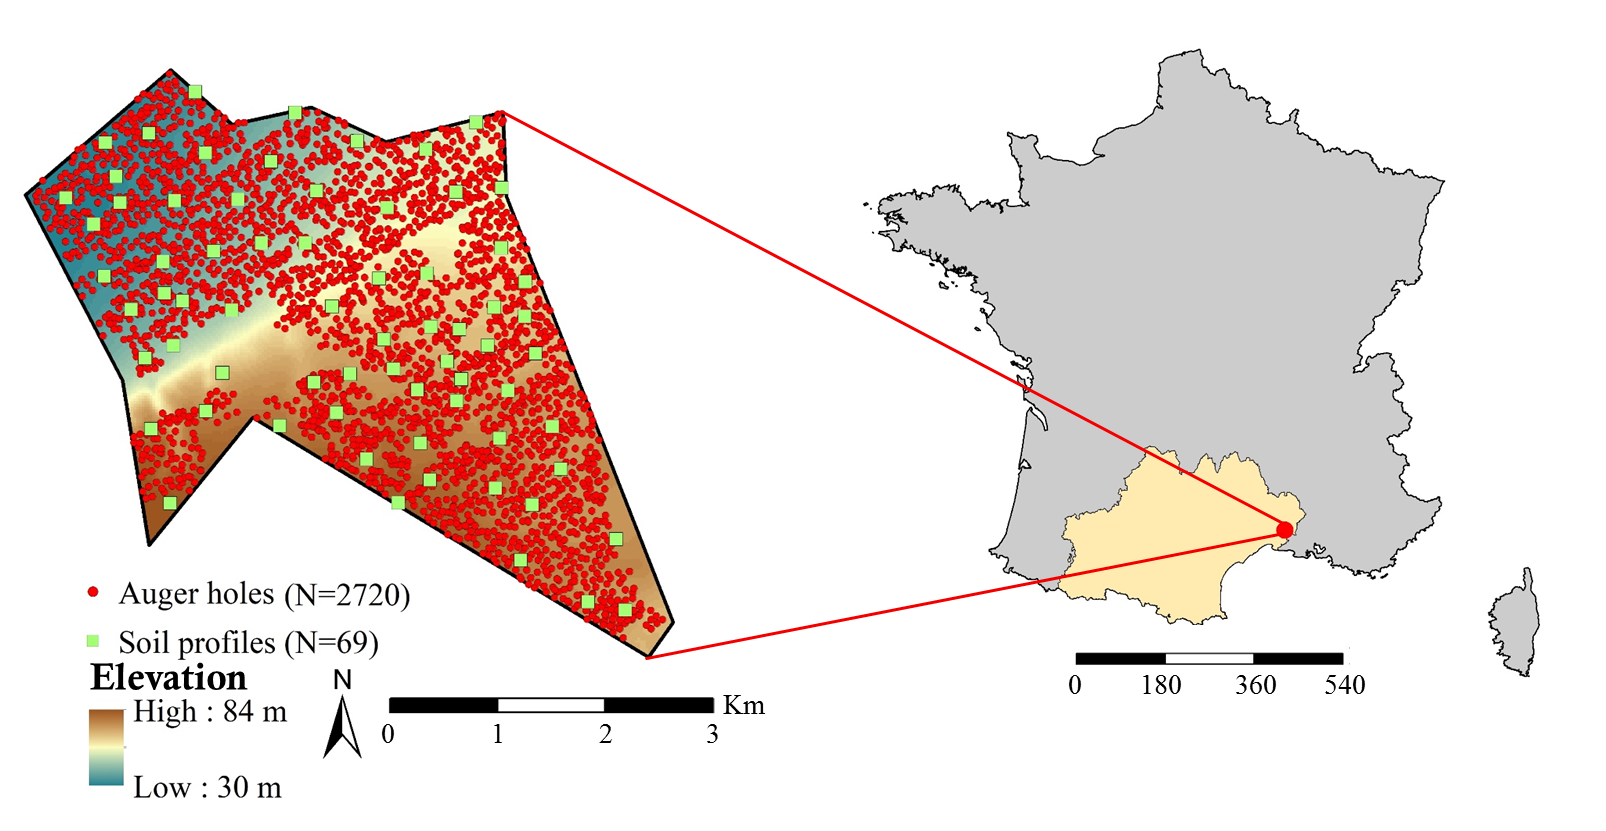 Auger holes (N=2720)
Soil profiles (N=69)
Elevation
High : 84 m
Low : 30 m
N
Km
0 1 2 3
0 180 360 540